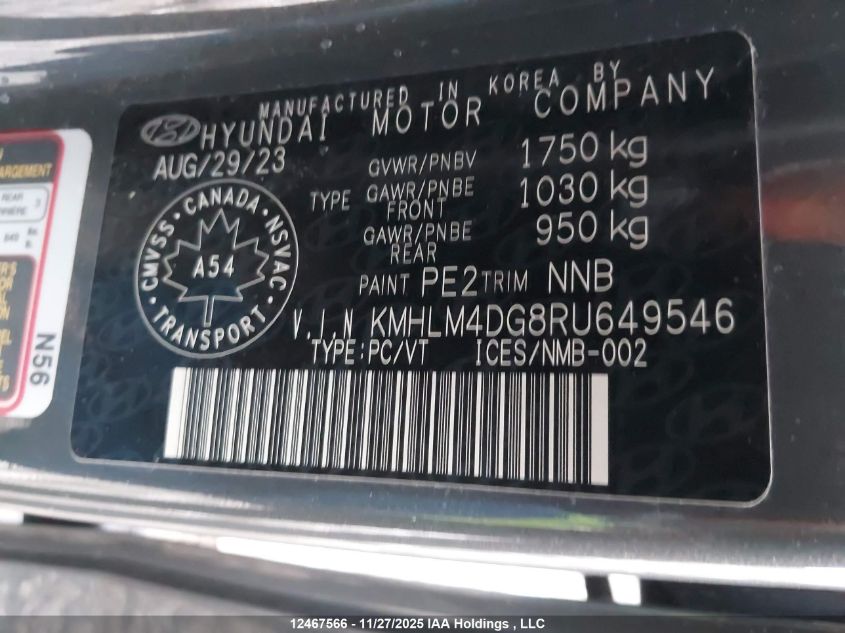 MANUFACTURED IN KOREA BY
HYUNDAI MOTOR COMPANY
AUG/29/23
GVWR/PNBV 1750 kg
TYPE GAWR/PNBE FRONT 1030 kg
GAWR/PNBE REAR 950 kg
CMVSS · CANADA · NSVAC
A54
· TRANSPORT ·
PAINT PE2 TRIM NNB
V.I.N KMHLM4DG8RU649546
TYPE:PC/VT ICES/NMB-002
REAR
N56
12467566 - 11/27/2025 IAA Holdings , LLC